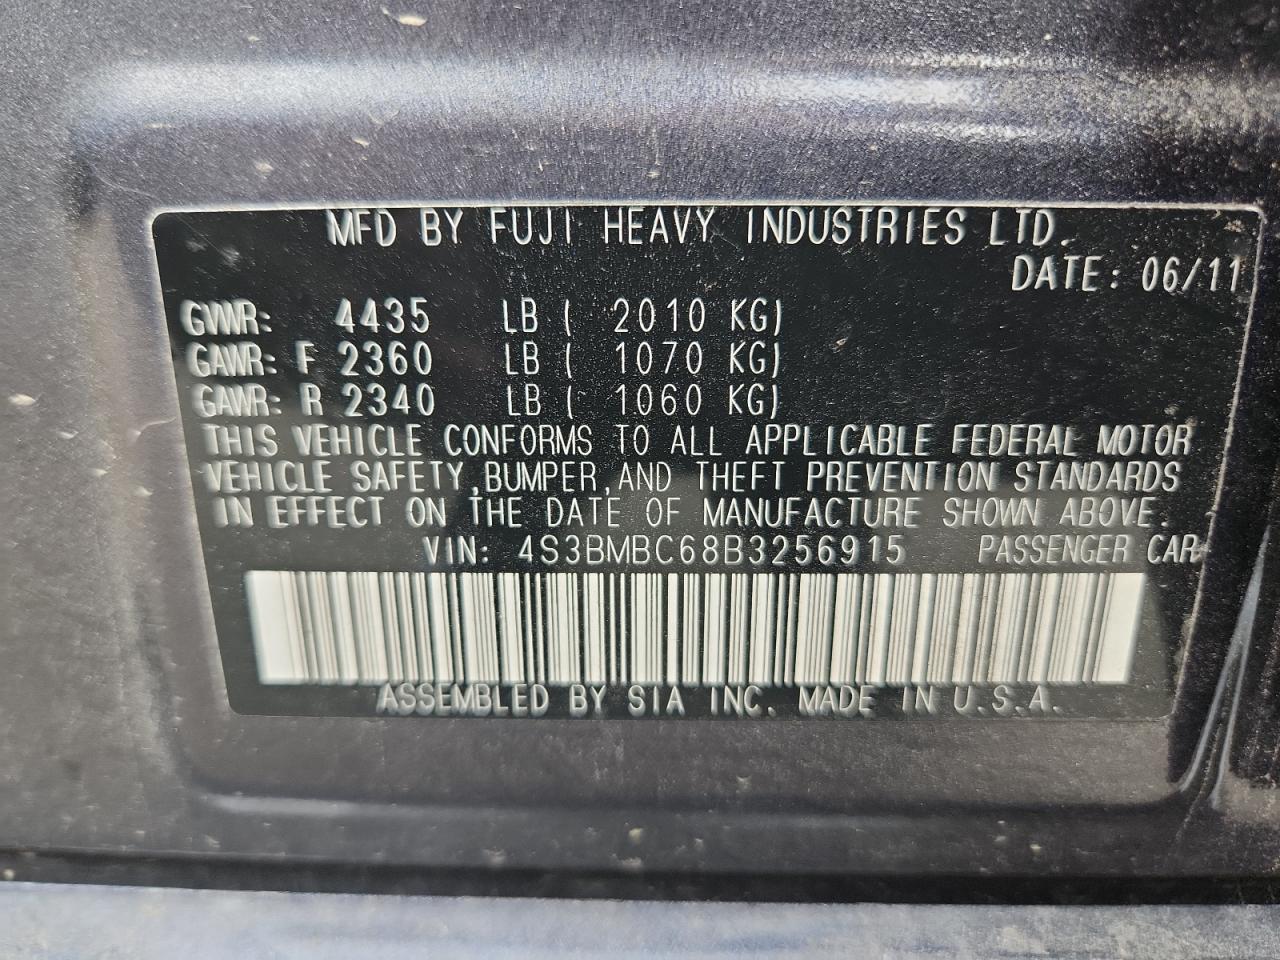 MFD BY FUJI HEAVY INDUSTRIES LTD.
DATE: 06/11
GVWR: 4435 LB ( 2010 KG)
GAWR: F 2360 LB ( 1070 KG)
GAWR: R 2340 LB ( 1060 KG)
THIS VEHICLE CONFORMS TO ALL APPLICABLE FEDERAL MOTOR
VEHICLE SAFETY,BUMPER,AND THEFT PREVENTION STANDARDS
IN EFFECT ON THE DATE OF MANUFACTURE SHOWN ABOVE.
VIN: 4S3BMBC68B3256915 PASSENGER CAR
ASSEMBLED BY SIA INC. MADE IN U.S.A.